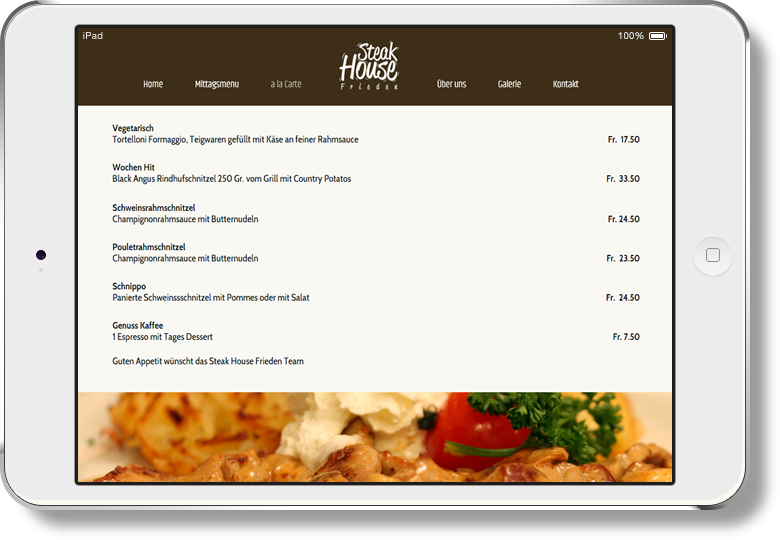 iPad 100%
Steak
House
Frieden
Home Mittagsmenu a la Carte Über uns Galerie Kontakt
Vegetarisch
Tortelloni Formaggio, Teigwaren gefüllt mit Käse an feiner Rahmsauce Fr. 17.50
Wochen Hit
Black Angus Rindhufschnitzel 250 Gr. vom Grill mit Country Potatos Fr. 33.50
Schweinsrahmschnitzel
Champignonrahmsauce mit Butternudeln Fr. 24.50
Pouletrahmschnitzel
Champignonrahmsauce mit Butternudeln Fr. 23.50
Schnippo
Panierte Schweinssschnitzel mit Pommes oder mit Salat Fr. 24.50
Genuss Kaffee
1 Espresso mit Tages Dessert Fr. 7.50
Guten Appetit wünscht das Steak House Frieden Team